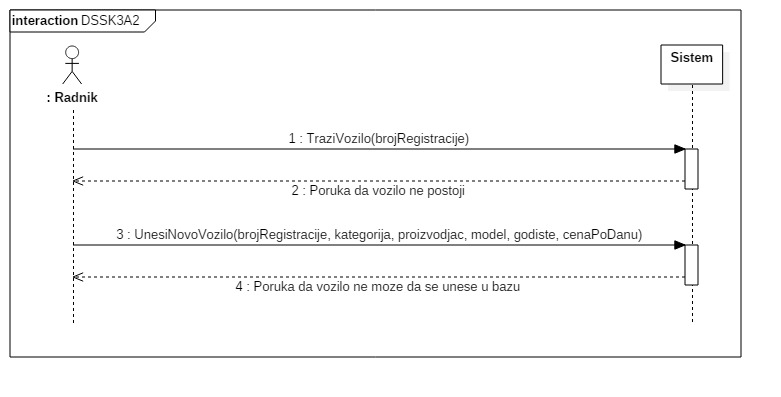 interaction DSSK3A2
Sistem
: Radnik
1 : TraziVozilo(brojRegistracije)
2 : Poruka da vozilo ne postoji
3 : UnesiNovoVozilo(brojRegistracije, kategorija, proizvodjac, model, godiste, cenaPoDanu)
4 : Poruka da vozilo ne moze da se unese u bazu